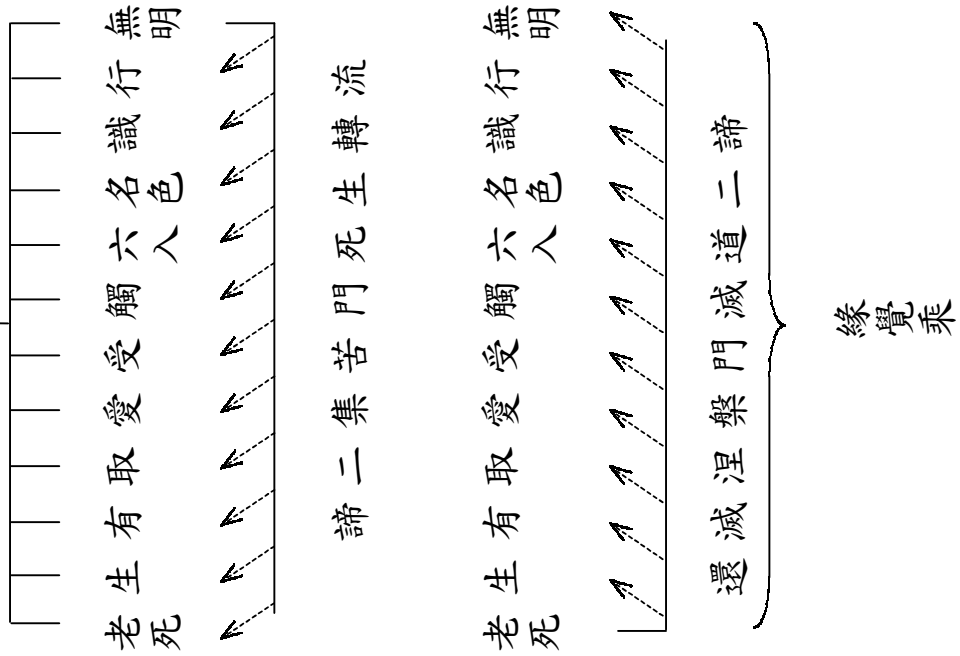 無明
行
識
名色
六入
觸
受
愛
取
有
生
老死
流轉生死門苦集二諦
無明
行
識
名色
六入
觸
受
愛
取
有
生
老死
還滅涅槃門滅道二諦
緣覺乘